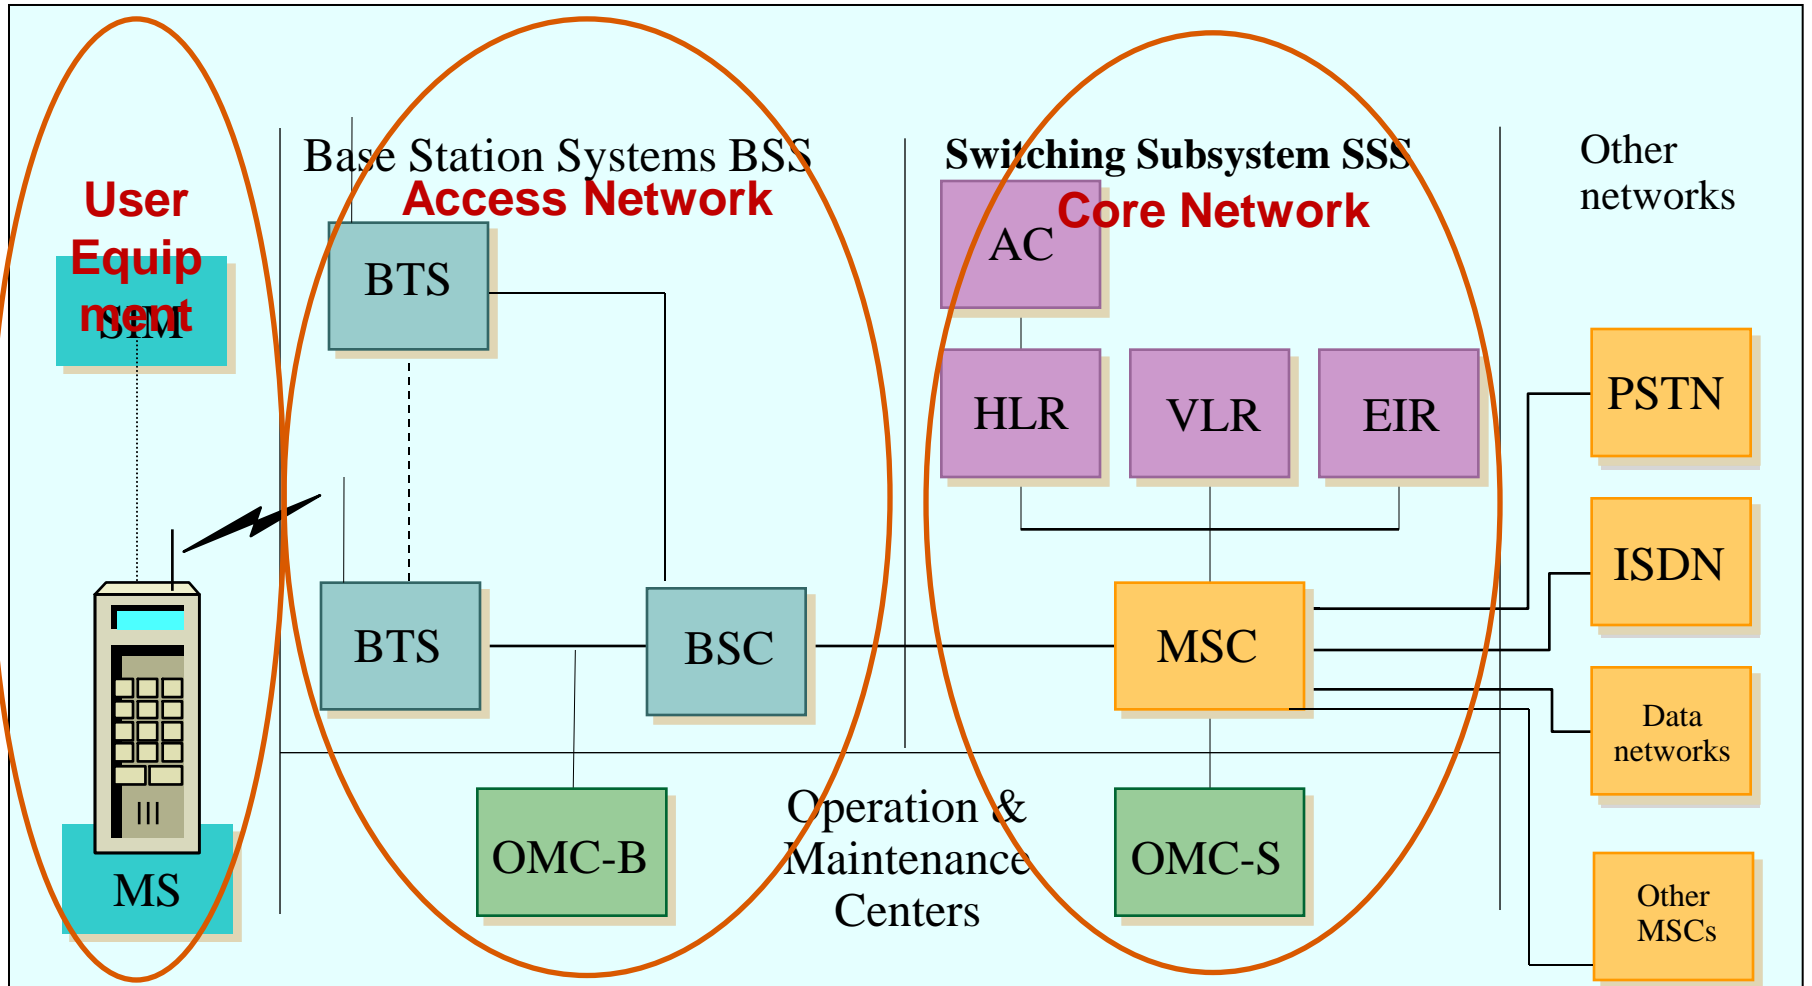 User
Equip
ment
SIM
MS
Base Station Systems BSS
Access Network
BTS
BTS
BSC
OMC-B
Operation &
Maintenance
Centers
Switching Subsystem SSS
Core Network
AC
HLR
VLR
EIR
MSC
OMC-S
Other
networks
PSTN
ISDN
Data
networks
Other
MSCs